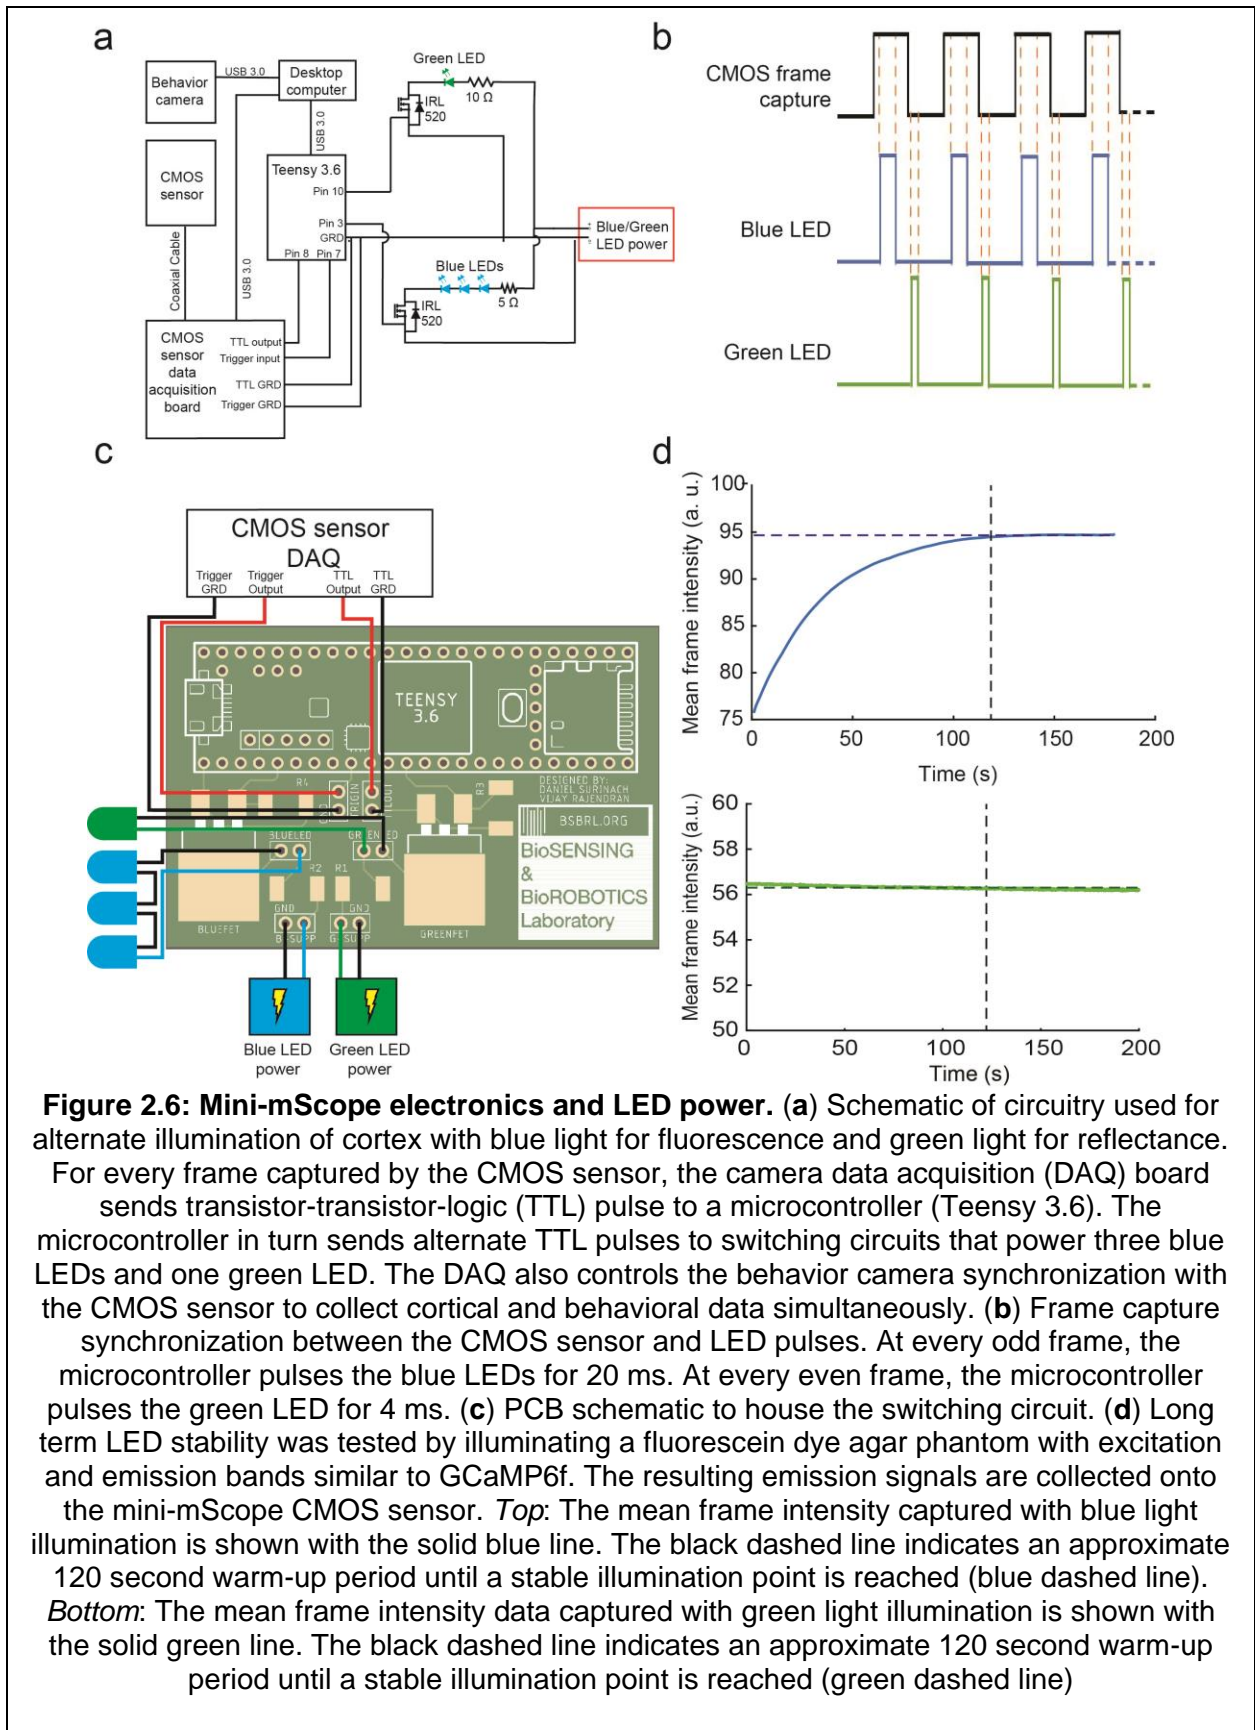 a
Behavior
camera
USB 3.0
Desktop
computer
Green LED
10 Ω
IRL
520
USB 3.0
CMOS
sensor
Teensy 3.6
Pin 10
Pin 3
GRD
Pin 8 Pin 7
Blue/Green
LED power
Coaxial Cable
USB 3.0
Blue LEDs
5 Ω
IRL
520
CMOS
sensor
data
acquisition
board
TTL output
Trigger input
TTL GRD
Trigger GRD
b
CMOS frame
capture
Blue LED
Green LED
c
CMOS sensor
DAQ
Trigger
GRD
Trigger
Output
TTL
Output
TTL
GRD
TEENSY
3.6
R4
GND
TRIGIN
R3
DESIGNED BY:
DANIEL SURINACH
VIJAY RAJENDRAN
BSBRL.ORG
BioSENSING
&
BioROBOTICS
Laboratory
BLUELED
R2
R1
GND
GND
BLUEFET
GREENFET
Blue LED
power
Green LED
power
d
Mean frame intensity (a. u.)
100
95
90
85
80
75
0
50
100
150
200
Time (s)
Mean frame intensity (a.u.)
60
58
56
54
52
50
0
50
100
150
200
Time (s)
Figure 2.6: Mini-mScope electronics and LED power. (a) Schematic of circuitry used for
alternate illumination of cortex with blue light for fluorescence and green light for reflectance.
For every frame captured by the CMOS sensor, the camera data acquisition (DAQ) board
sends transistor-transistor-logic (TTL) pulse to a microcontroller (Teensy 3.6). The
microcontroller in turn sends alternate TTL pulses to switching circuits that power three blue
LEDs and one green LED. The DAQ also controls the behavior camera synchronization with
the CMOS sensor to collect cortical and behavioral data simultaneously. (b) Frame capture
synchronization between the CMOS sensor and LED pulses. At every odd frame, the
microcontroller pulses the blue LEDs for 20 ms. At every even frame, the microcontroller
pulses the green LED for 4 ms. (c) PCB schematic to house the switching circuit. (d) Long
term LED stability was tested by illuminating a fluorescein dye agar phantom with excitation
and emission bands similar to GCaMP6f. The resulting emission signals are collected onto
the mini-mScope CMOS sensor. Top: The mean frame intensity captured with blue light
illumination is shown with the solid blue line. The black dashed line indicates an approximate
120 second warm-up period until a stable illumination point is reached (blue dashed line).
Bottom: The mean frame intensity data captured with green light illumination is shown with
the solid green line. The black dashed line indicates an approximate 120 second warm-up
period until a stable illumination point is reached (green dashed line)